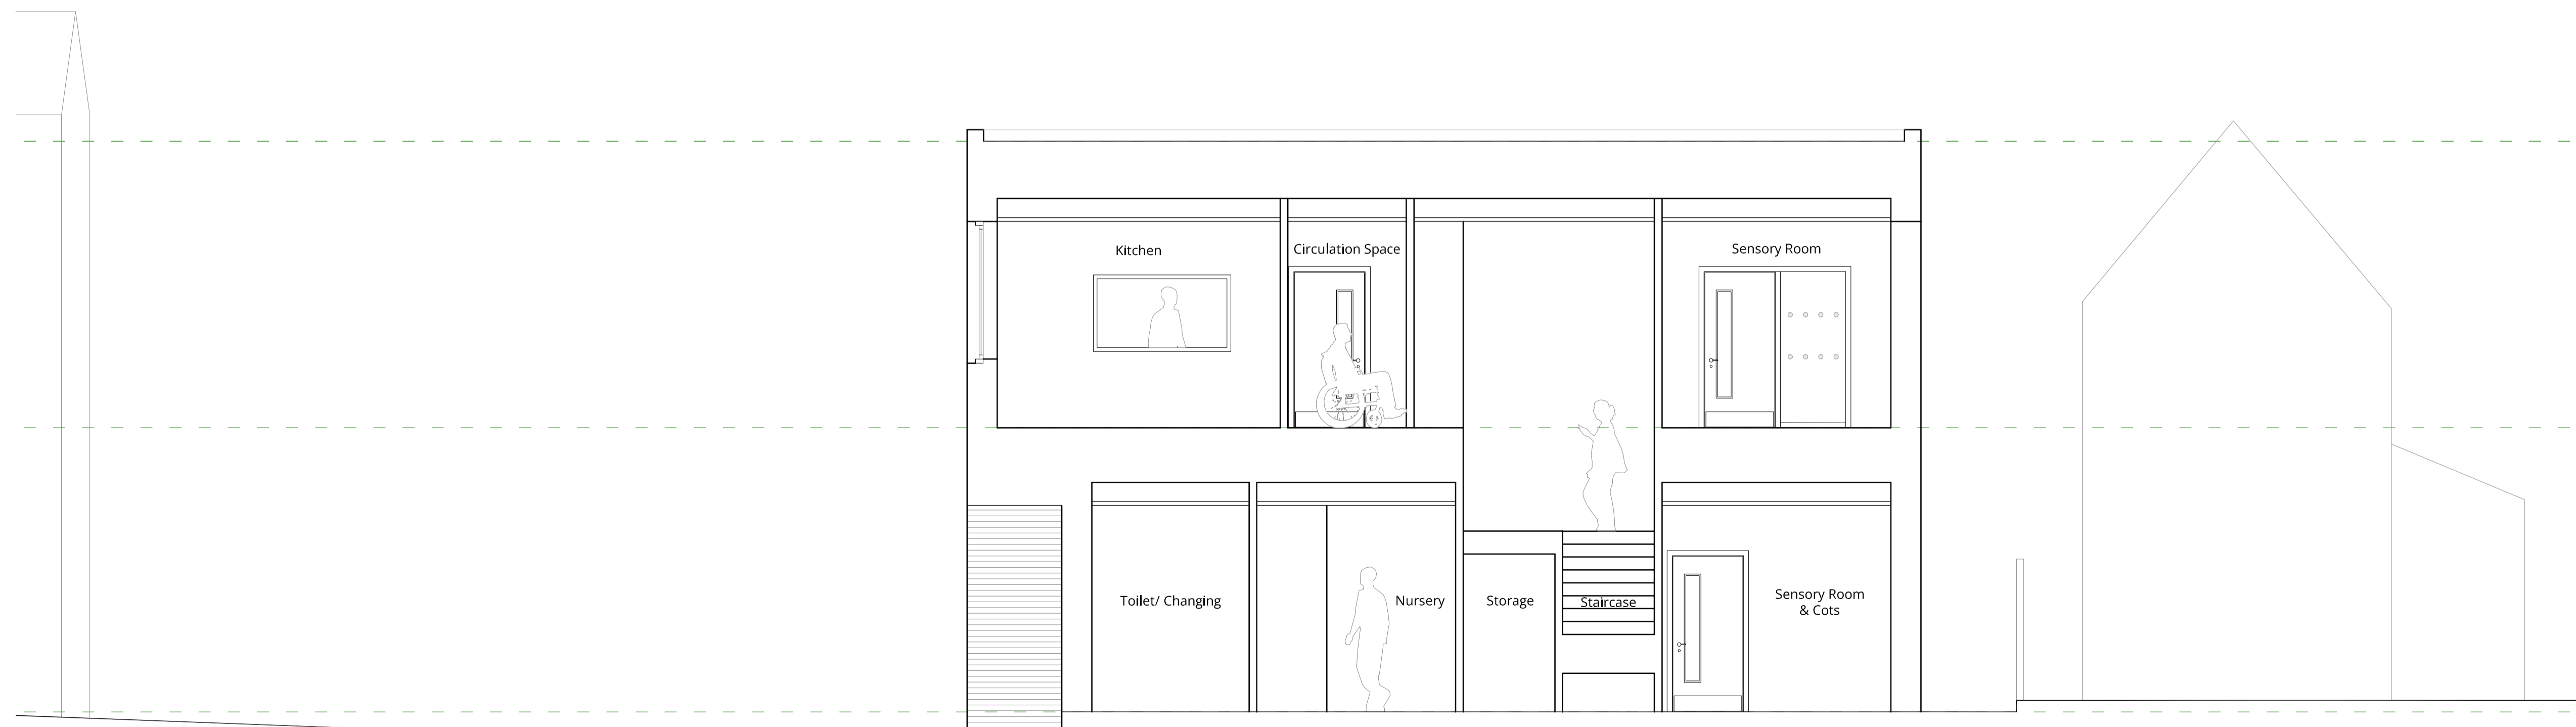 Kitchen
Circulation Space
Sensory Room
Toilet/ Changing
Nursery
Storage
Staircase
Sensory Room
& Cots